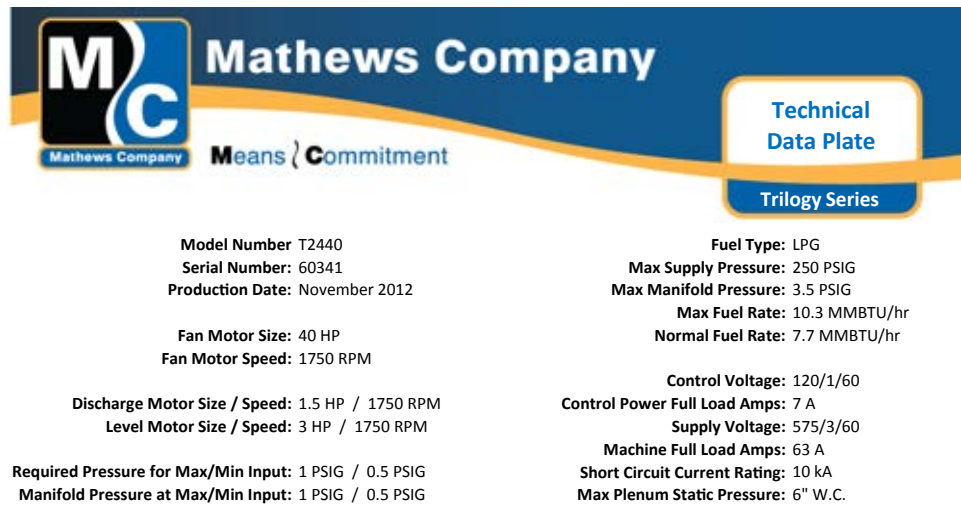 M
C
Mathews Company
Mathews Company
Means Commitment
Technical
Data Plate
Trilogy Series
Model Number T2440
Serial Number: 60341
Production Date: November 2012
Fan Motor Size: 40 HP
Fan Motor Speed: 1750 RPM
Discharge Motor Size / Speed: 1.5 HP / 1750 RPM
Level Motor Size / Speed: 3 HP / 1750 RPM
Required Pressure for Max/Min Input: 1 PSIG / 0.5 PSIG
Manifold Pressure at Max/Min Input: 1 PSIG / 0.5 PSIG
Fuel Type: LPG
Max Supply Pressure: 250 PSIG
Max Manifold Pressure: 3.5 PSIG
Max Fuel Rate: 10.3 MMBTU/hr
Normal Fuel Rate: 7.7 MMBTU/hr
Control Voltage: 120/1/60
Control Power Full Load Amps: 7 A
Supply Voltage: 575/3/60
Machine Full Load Amps: 63 A
Short Circuit Current Rating: 10 kA
Max Plenum Static Pressure: 6" W.C.